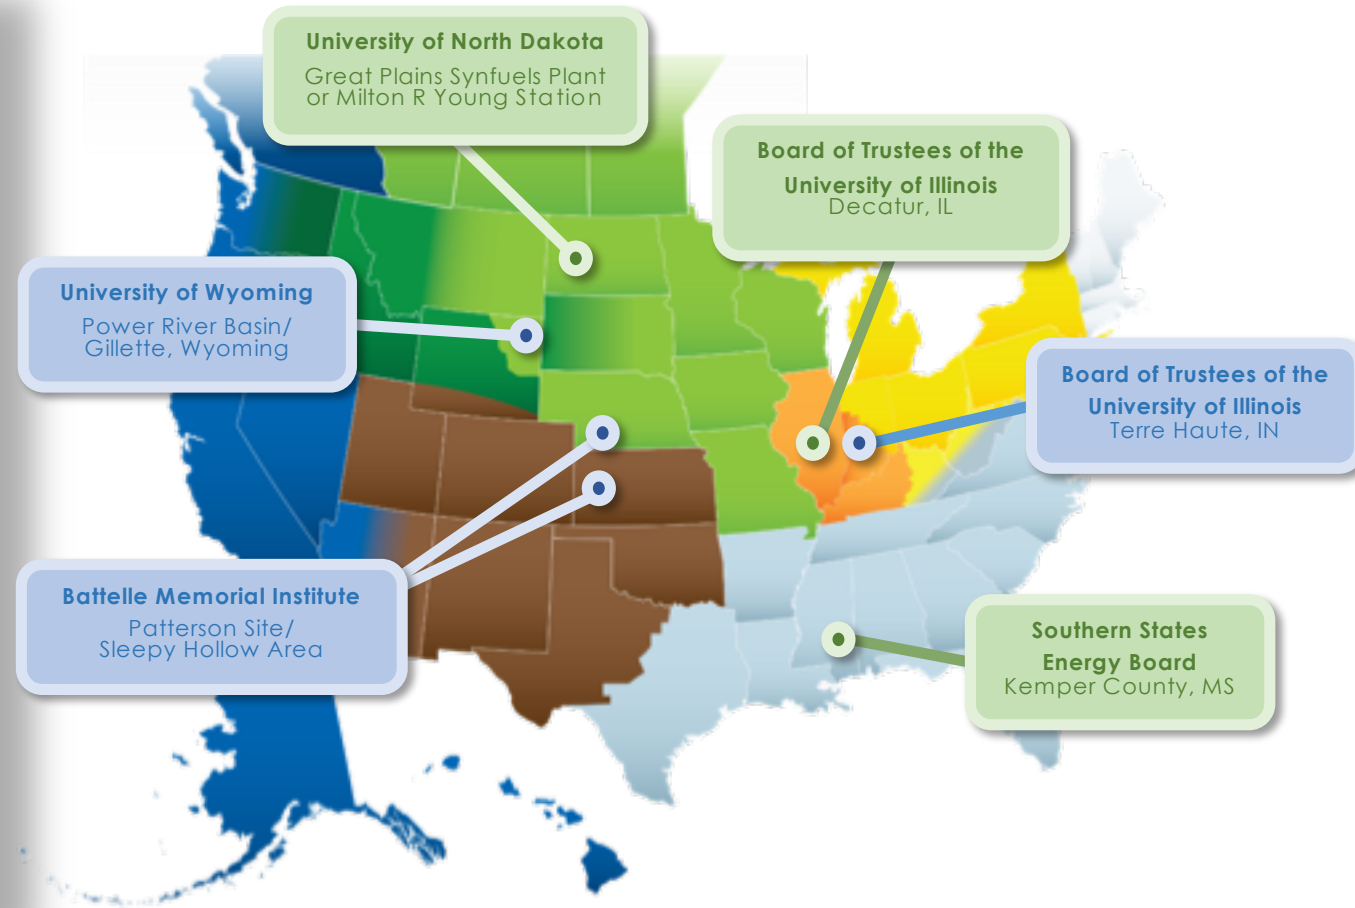 University of North Dakota
Great Plains Synfuels Plant
or Milton R Young Station
Board of Trustees of the
University of Illinois
Decatur, IL
University of Wyoming
Power River Basin/
Gillette, Wyoming
Board of Trustees of the
University of Illinois
Terre Haute, IN
Battelle Memorial Institute
Patterson Site/
Sleepy Hollow Area
Southern States
Energy Board
Kemper County, MS